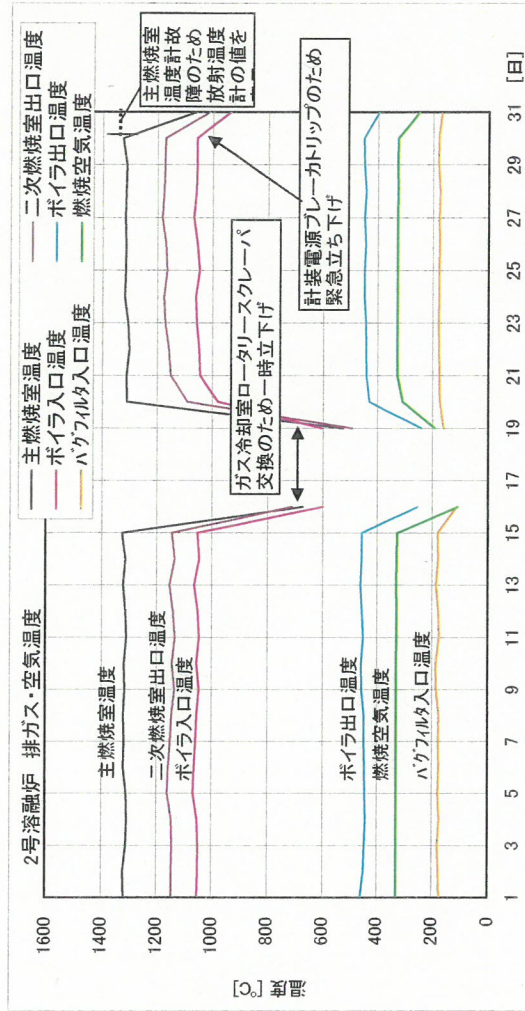 2号溶融炉 排ガス・空気温度
主燃焼室温度
二次燃焼室出口温度
ボイラ入口温度
ボイラ出口温度
バグフィルタ入口温度
燃焼空気温度
主燃焼室
温度計故
障のため
放射温度
計の値を
ガス冷却室ロータリースクレーパ
交換のため一時立下げ
計装電源ブレーカトリップのため
緊急立ち下げ
主燃焼室温度
二次燃焼室出口温度
ボイラ入口温度
ボイラ出口温度
燃焼空気温度
バグフィルタ入口温度
温度 [℃]
1600
1400
1200
1000
800
600
400
200
0
1 3 5 7 9 11 13 15 17 19 21 23 25 27 29 31 [日]